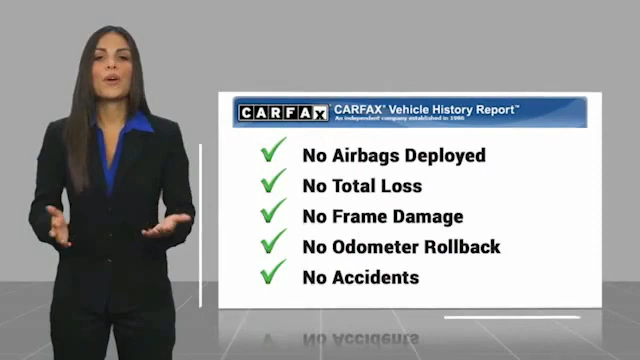 CARFAX CARFAX® Vehicle History Report™
An independent company established in 1986
No Airbags Deployed
No Total Loss
No Frame Damage
No Odometer Rollback
No Accidents